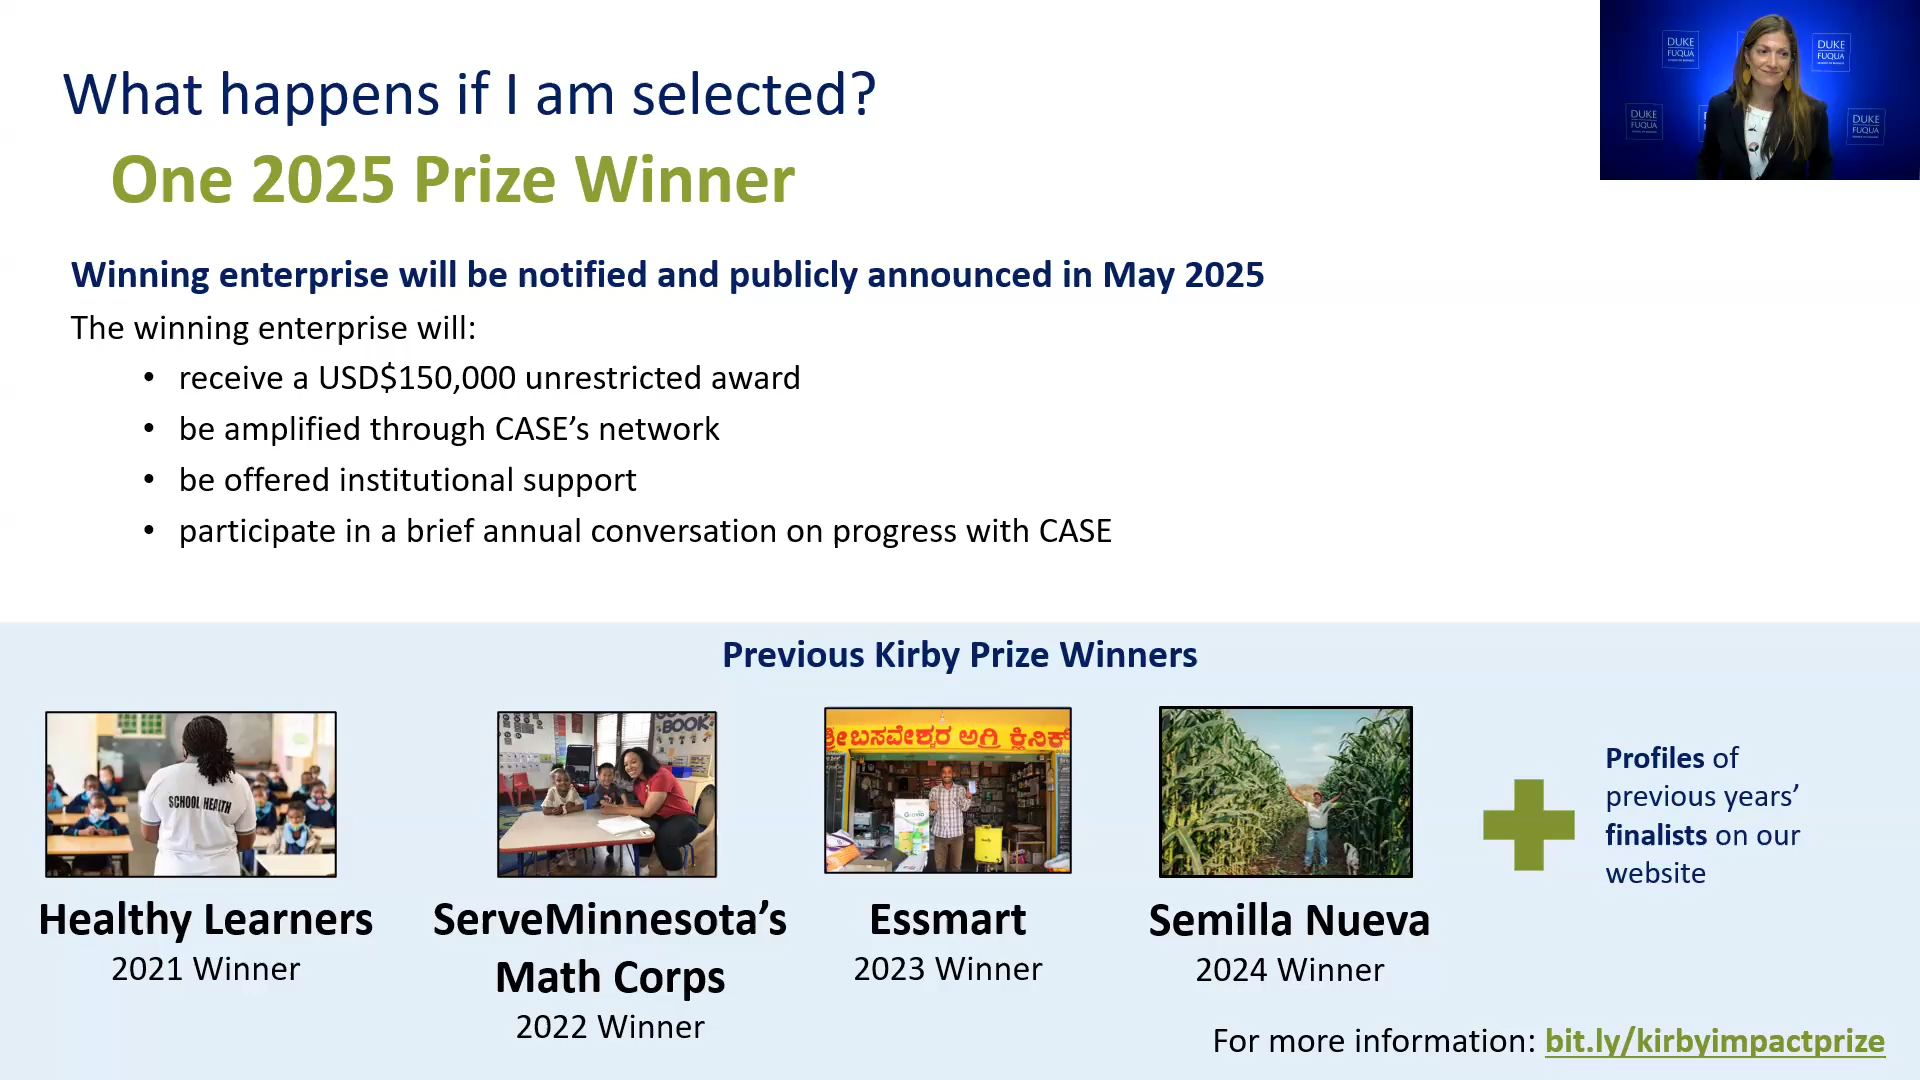 What happens if I am selected?
One 2025 Prize Winner
DUKE
FUQUA
DUKE
FUQUA
DUKE
FUQUA
DUKE
FUQUA
Winning enterprise will be notified and publicly announced in May 2025
The winning enterprise will:
• receive a USD$150,000 unrestricted award
• be amplified through CASE’s network
• be offered institutional support
• participate in a brief annual conversation on progress with CASE
Previous Kirby Prize Winners
SCHOOL HEALTH
BOOK
ಶ್ರೀ ಬಸವೇಶ್ವರ ಅಗ್ರಿ ಕ್ಲಿನಿಕ್
Healthy Learners
2021 Winner
ServeMinnesota’s
Math Corps
2022 Winner
Essmart
2023 Winner
Semilla Nueva
2024 Winner
Profiles of
previous years’
finalists on our
website
For more information: bit.ly/kirbyimpactprize